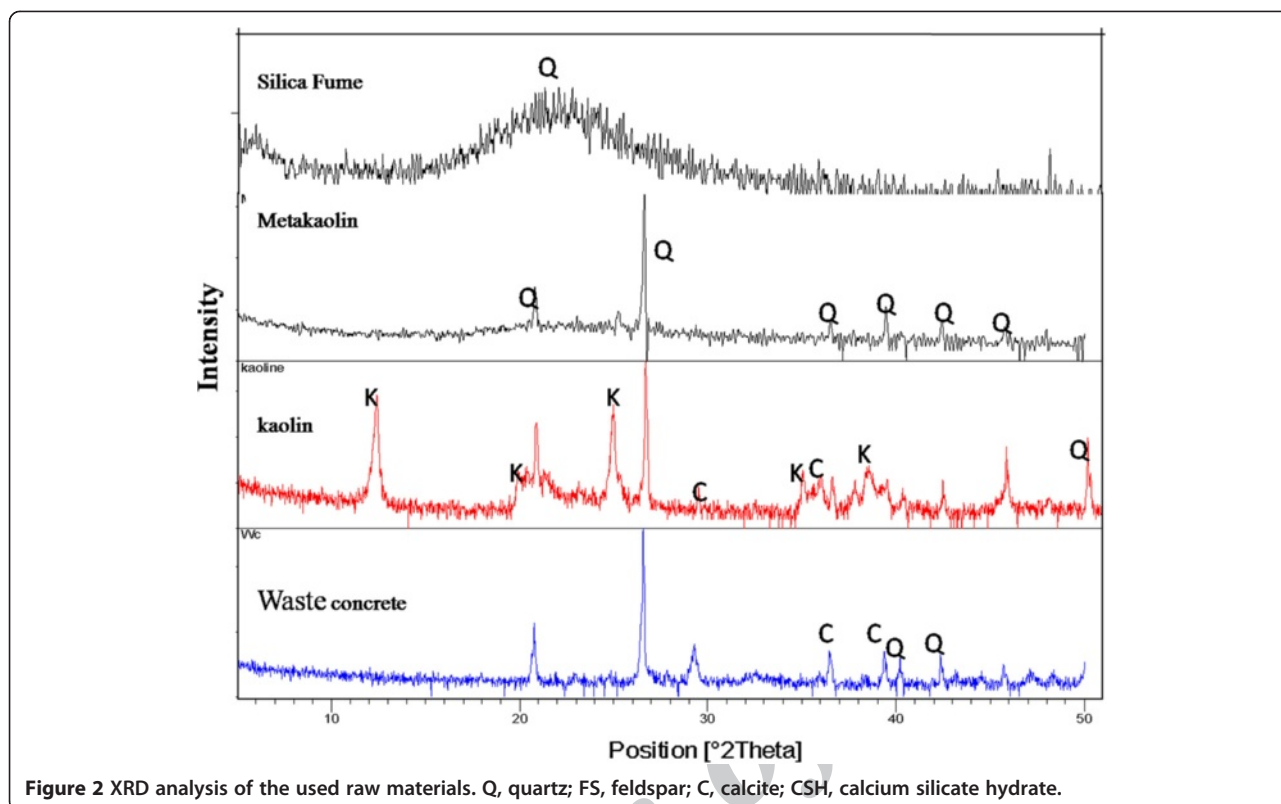 Q
Silica Fume
Metakaolin
Q
Q
Q
Q
Q
Q
Intensity
kaoline
K
K
kaolin
K
C
K
C
K
Q
Wc
Waste concrete
C
C
Q
Q
10
20
30
40
50
Position [°2Theta]
Figure 2 XRD analysis of the used raw materials. Q, quartz; FS, feldspar; C, calcite; CSH, calcium silicate hydrate.